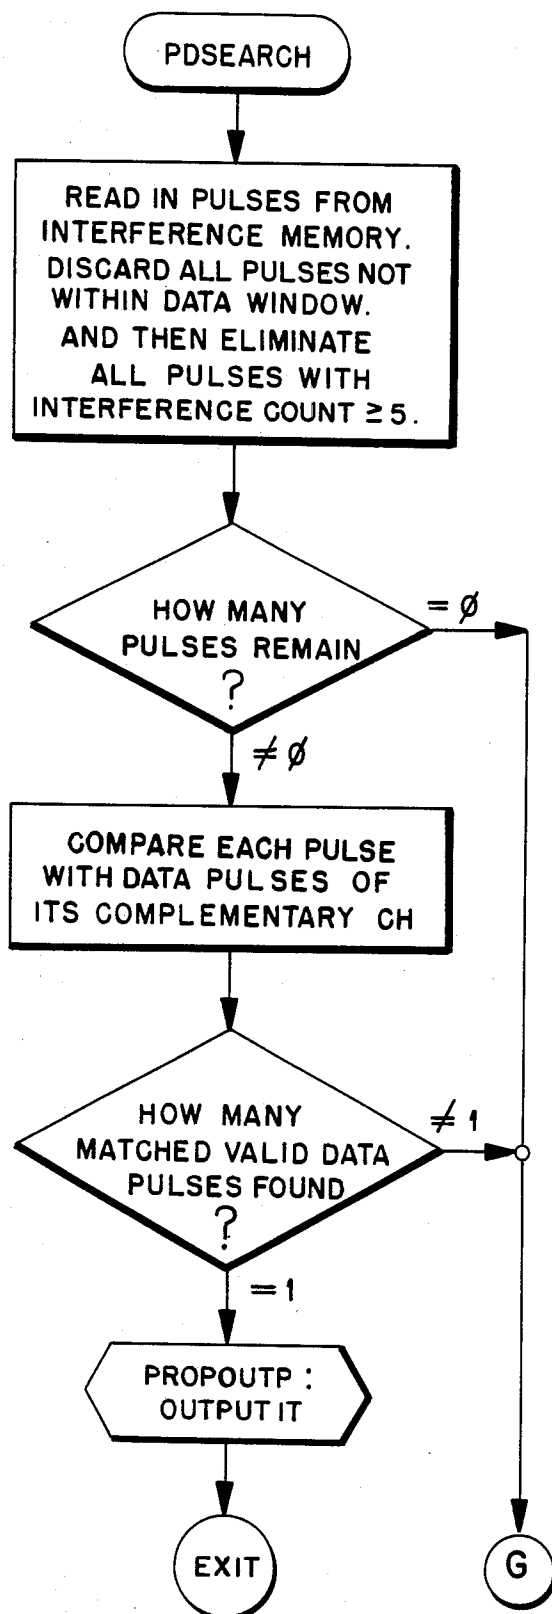 PDSEARCH
READ IN PULSES FROM
INTERFERENCE MEMORY.
DISCARD ALL PULSES NOT
WITHIN DATA WINDOW.
AND THEN ELIMINATE
ALL PULSES WITH
INTERFERENCE COUNT ≥ 5.
HOW MANY
PULSES REMAIN
?
= Ø
≠ Ø
COMPARE EACH PULSE
WITH DATA PULSES OF
ITS COMPLEMENTARY CH
HOW MANY
MATCHED VALID DATA
PULSES FOUND
?
≠ 1
= 1
PROPOUTP :
OUTPUT IT
EXIT
G